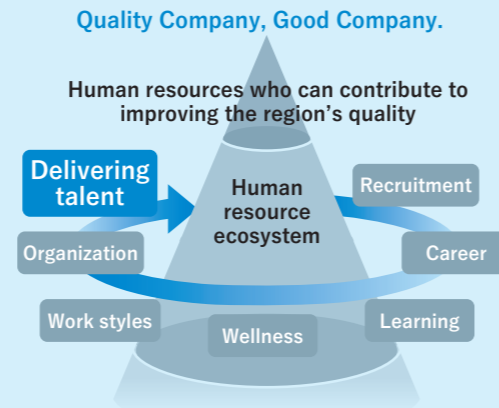 Quality Company, Good Company.
Human resources who can contribute to
improving the region's quality
Delivering
talent
Human
resource
ecosystem
Recruitment
Organization
Career
Work styles
Wellness
Learning